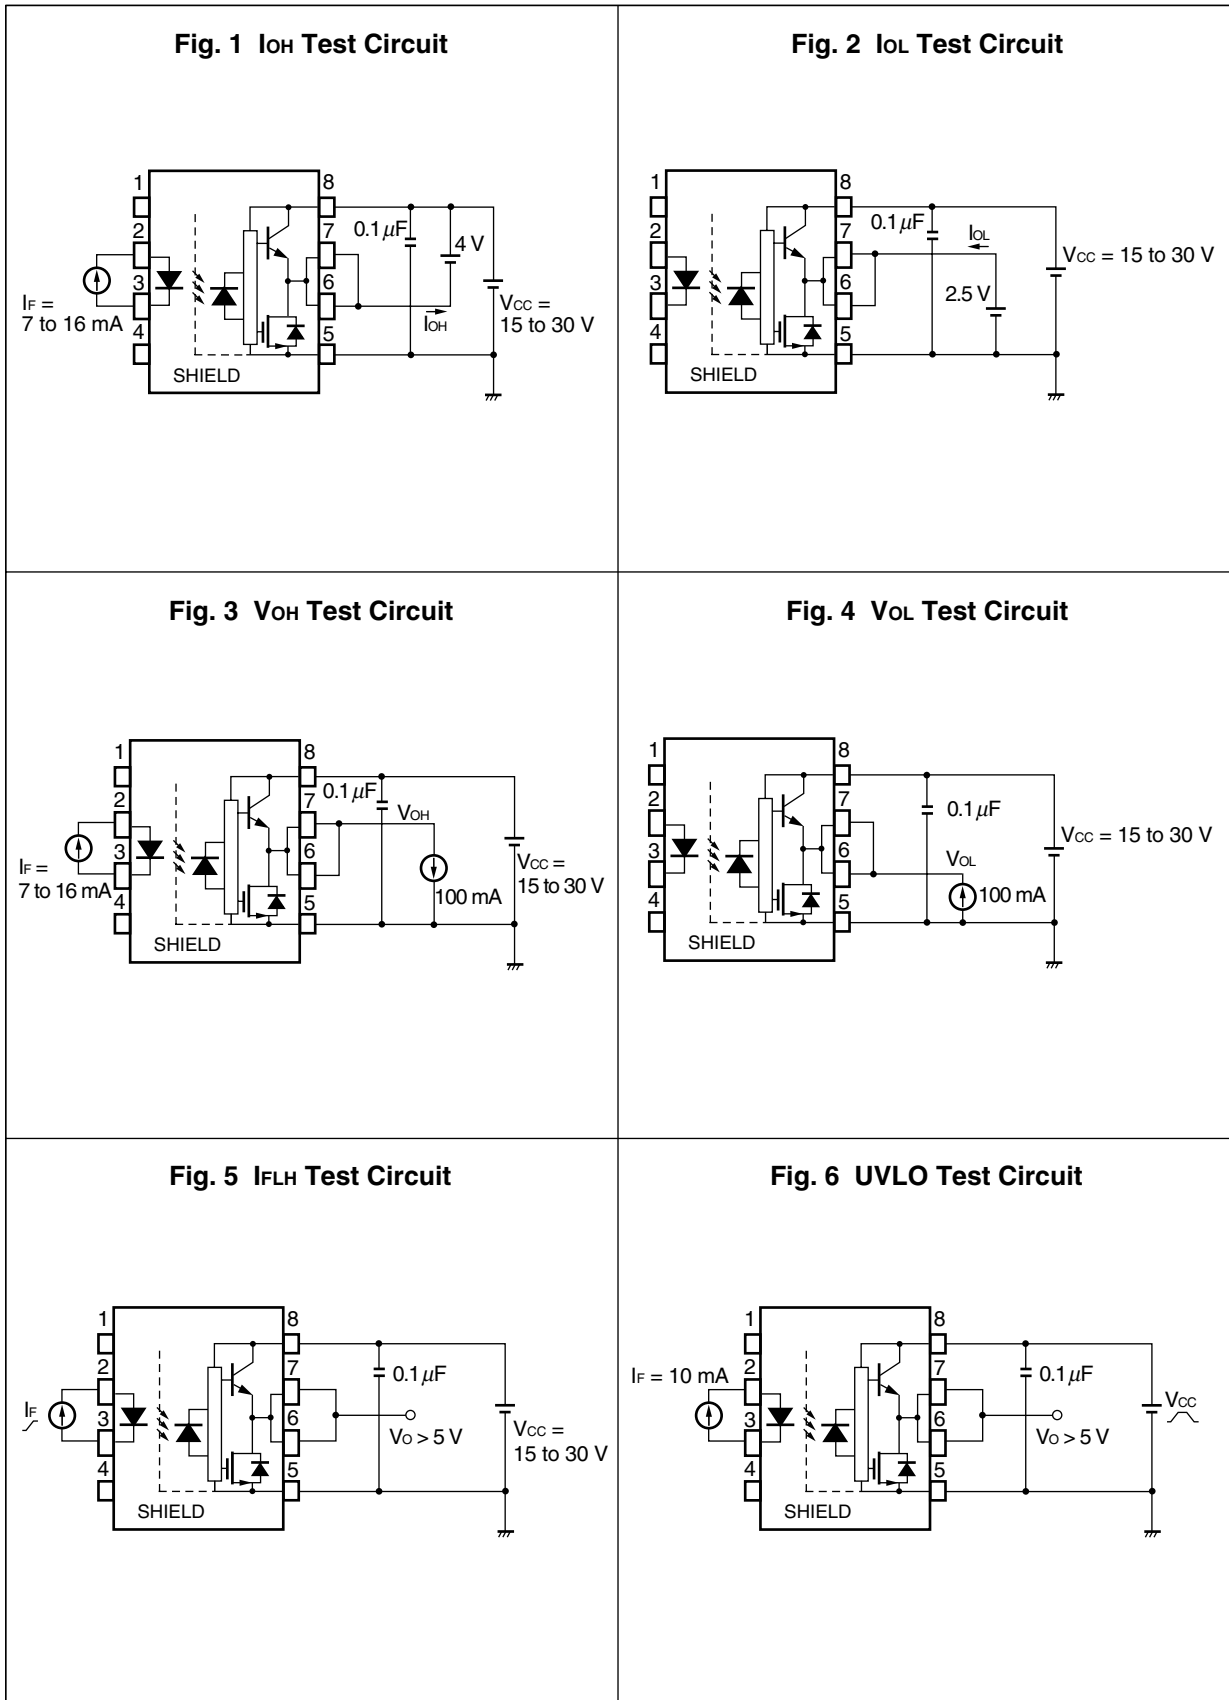 Fig. 1 IOH Test Circuit
1
2
3
4
8
7
6
5
0.1 μF
4 V
IOH
IF =
7 to 16 mA
VCC =
15 to 30 V
SHIELD
Fig. 2 IOL Test Circuit
1
2
3
4
8
7
6
5
0.1 μF
IOL
2.5 V
VCC = 15 to 30 V
SHIELD
Fig. 3 VOH Test Circuit
1
2
3
4
8
7
6
5
0.1 μF
VOH
IF =
7 to 16 mA
100 mA
VCC =
15 to 30 V
SHIELD
Fig. 4 VOL Test Circuit
1
2
3
4
8
7
6
5
0.1 μF
VOL
100 mA
VCC = 15 to 30 V
SHIELD
Fig. 5 IFLH Test Circuit
1
2
3
4
8
7
6
5
IF
0.1 μF
VO > 5 V
VCC =
15 to 30 V
SHIELD
Fig. 6 UVLO Test Circuit
1
2
3
4
8
7
6
5
IF = 10 mA
0.1 μF
VO > 5 V
VCC
SHIELD